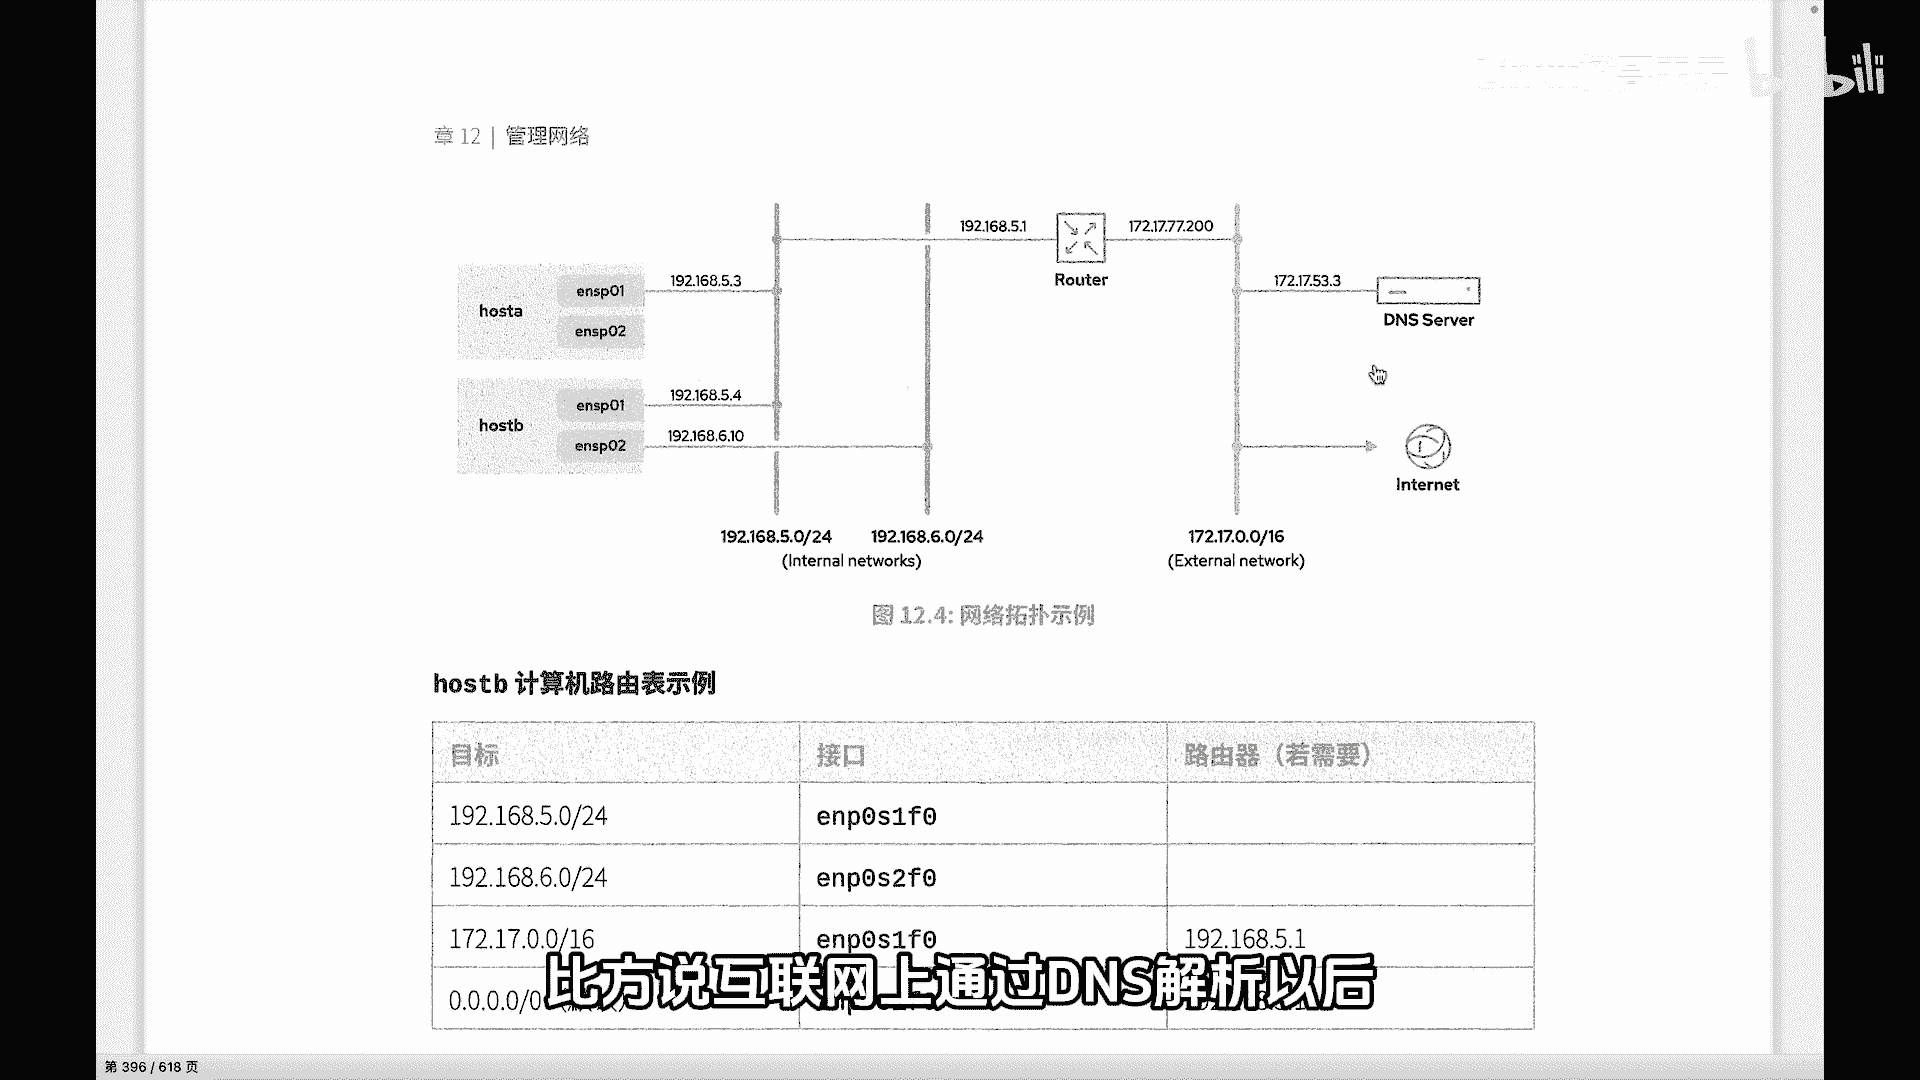 bili
章 12 | 管理网络
192.168.5.1
172.17.77.200
Router
hosta
ensp01
ensp02
192.168.5.3
172.17.53.3
DNS Server
hostb
ensp01
ensp02
192.168.5.4
192.168.6.10
Internet
192.168.5.0/24
192.168.6.0/24
(Internal networks)
172.17.0.0/16
(External network)
图 12.4: 网络拓扑示例
hostb 计算机路由表示例
目标 接口 路由器（若需要）
192.168.5.0/24 enp0s1f0
192.168.6.0/24 enp0s2f0
172.17.0.0/16 enp0s1f0 192.168.5.1
0.0.0.0/0
比方说互联网上通过DNS解析以后
第 396 / 618 页